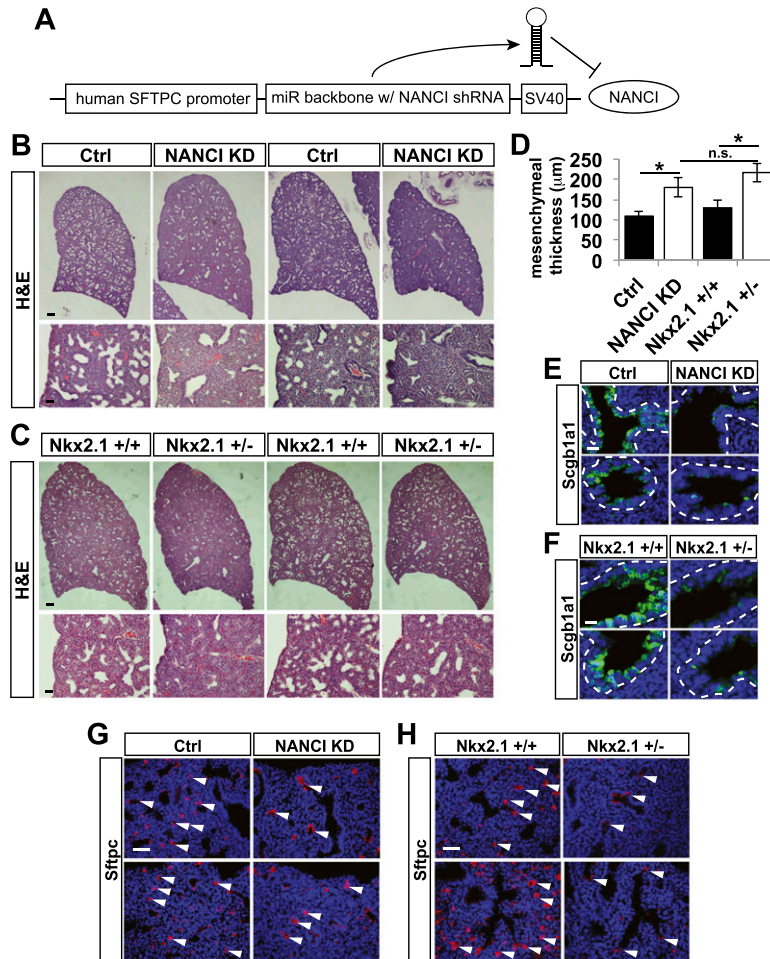 A
human SFTPC promoter
miR backbone w/ NANCI shRNA
SV40
NANCI
B
Ctrl
NANCI KD
Ctrl
NANCI KD
H&E
C
Nkx2.1 +/+
Nkx2.1 +/-
Nkx2.1 +/+
Nkx2.1 +/-
H&E
D
mesenchymeal
thickness (μm)
250
200
150
100
50
0
*
n.s.
*
Ctrl
NANCI KD
Nkx2.1 +/+
Nkx2.1 +/-
E
Ctrl
NANCI KD
Scgb1a1
F
Nkx2.1 +/+
Nkx2.1 +/-
Scgb1a1
G
Ctrl
NANCI KD
Sftpc
H
Nkx2.1 +/+
Nkx2.1 +/-
Sftpc